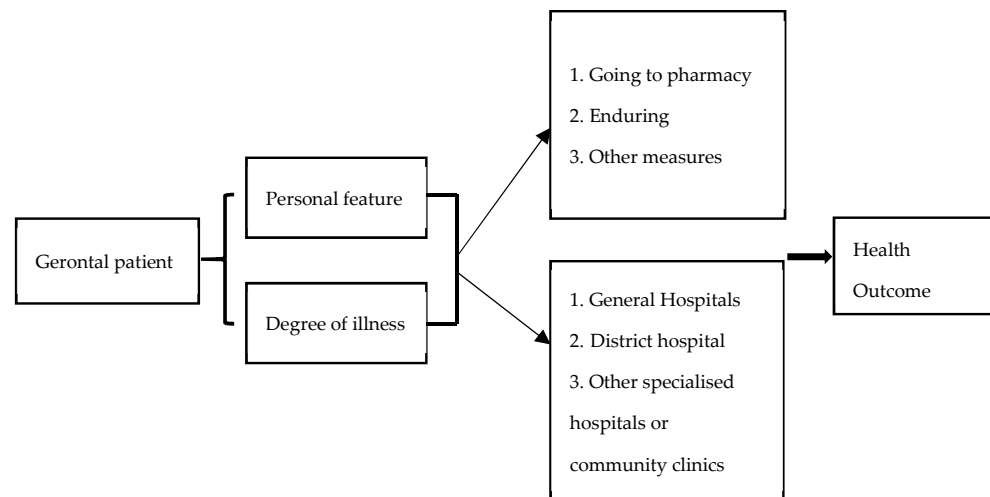 Gerontal patient
Personal feature
Degree of illness
1. Going to pharmacy
2. Enduring
3. Other measures
1. General Hospitals
2. District hospital
3. Other specialised
hospitals or
community clinics
Health
Outcome